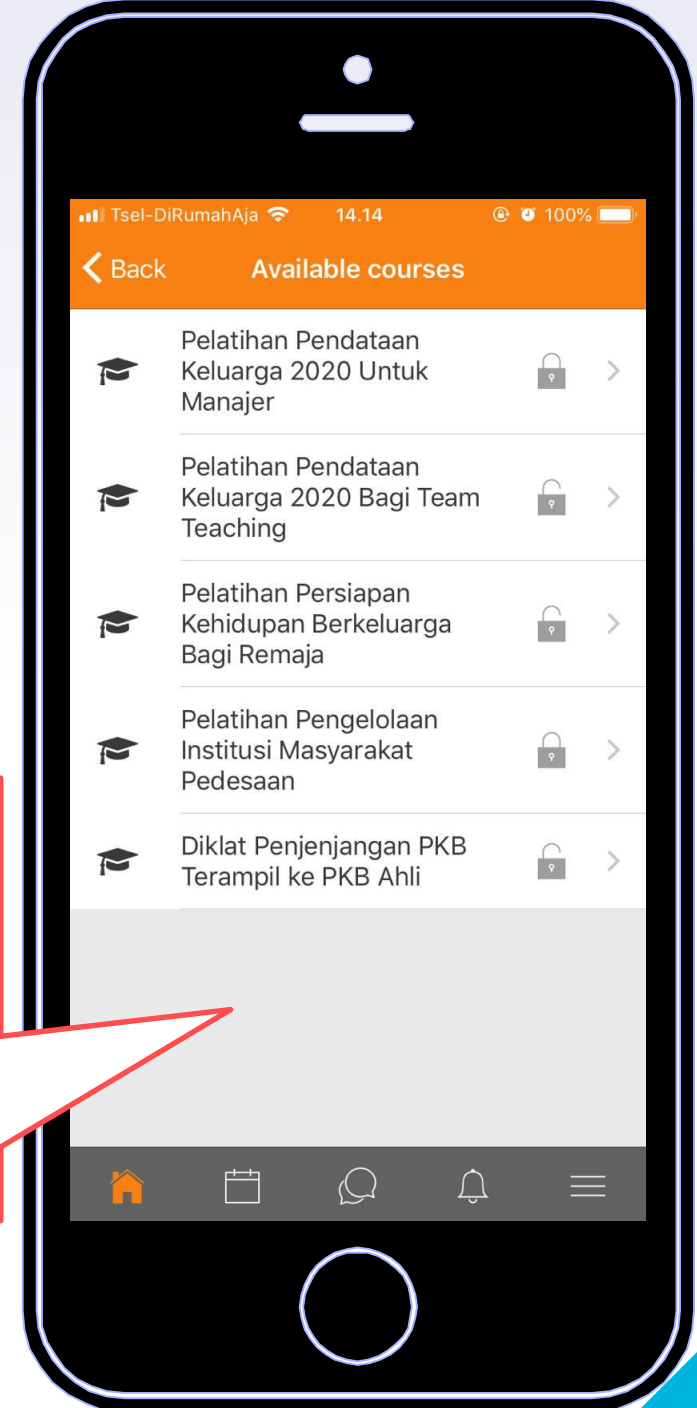 Tsel-DiRumahAja 14.14 100%
Back Available courses
Pelatihan Pendataan
Keluarga 2020 Untuk
Manajer
Pelatihan Pendataan
Keluarga 2020 Bagi Team
Teaching
Pelatihan Persiapan
Kehidupan Berkeluarga
Bagi Remaja
Pelatihan Pengelolaan
Institusi Masyarakat
Pedesaan
Diklat Penjenjangan PKB
Terampil ke PKB Ahli